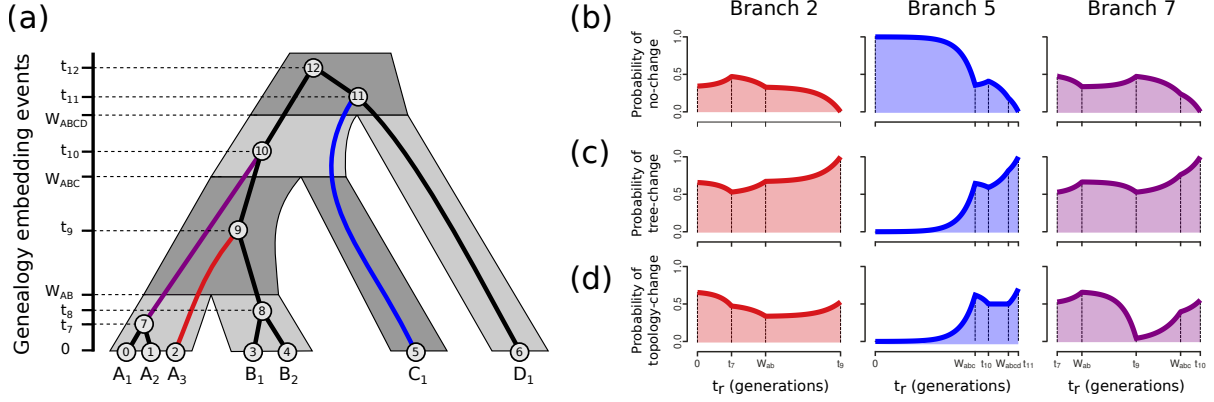 (a)
Genealogy embedding events
t12
t11
WABCD
t10
WABC
t9
WAB
t8
t7
0
12
11
10
9
8
7
0 1 2 3 4 5 6
A1 A2 A3 B1 B2 C1 D1
(b)
Branch 2 Branch 5 Branch 7
Probability of
no-change
0.0 0.5 1.0
(c)
Probability of
tree-change
0.0 0.5 1.0
(d)
Probability of
topology-change
0.0 0.5 1.0
0 t7 Wab t9
0 Wabc t10 Wabcd t11
t7 Wab t9 Wabc t10
tr (generations) tr (generations) tr (generations)